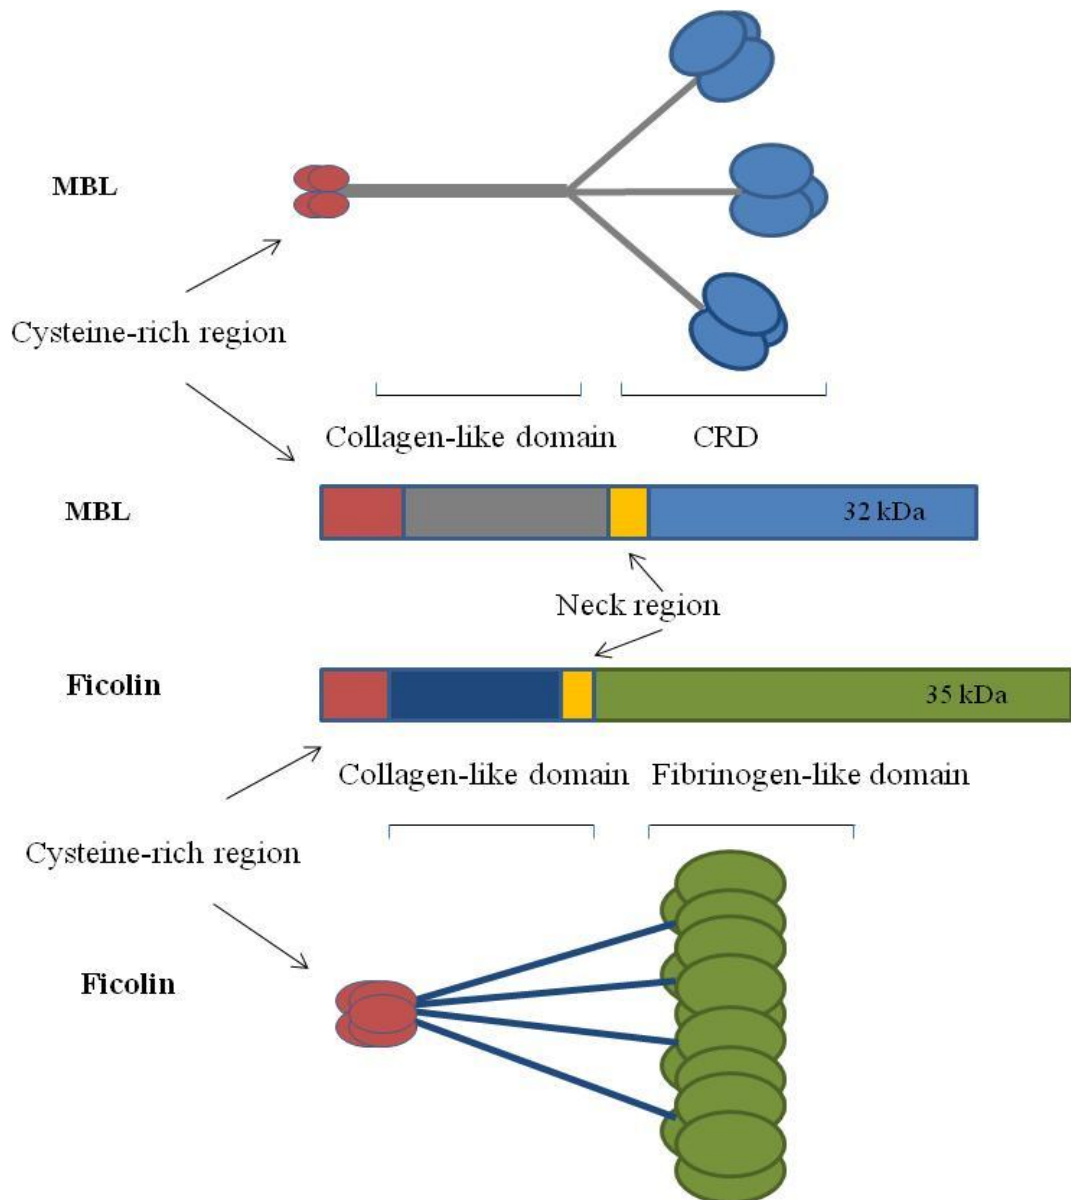 MBL
Cysteine-rich region
Collagen-like domain CRD
MBL 32 kDa
Neck region
Ficolin 35 kDa
Collagen-like domain Fibrinogen-like domain
Cysteine-rich region
Ficolin